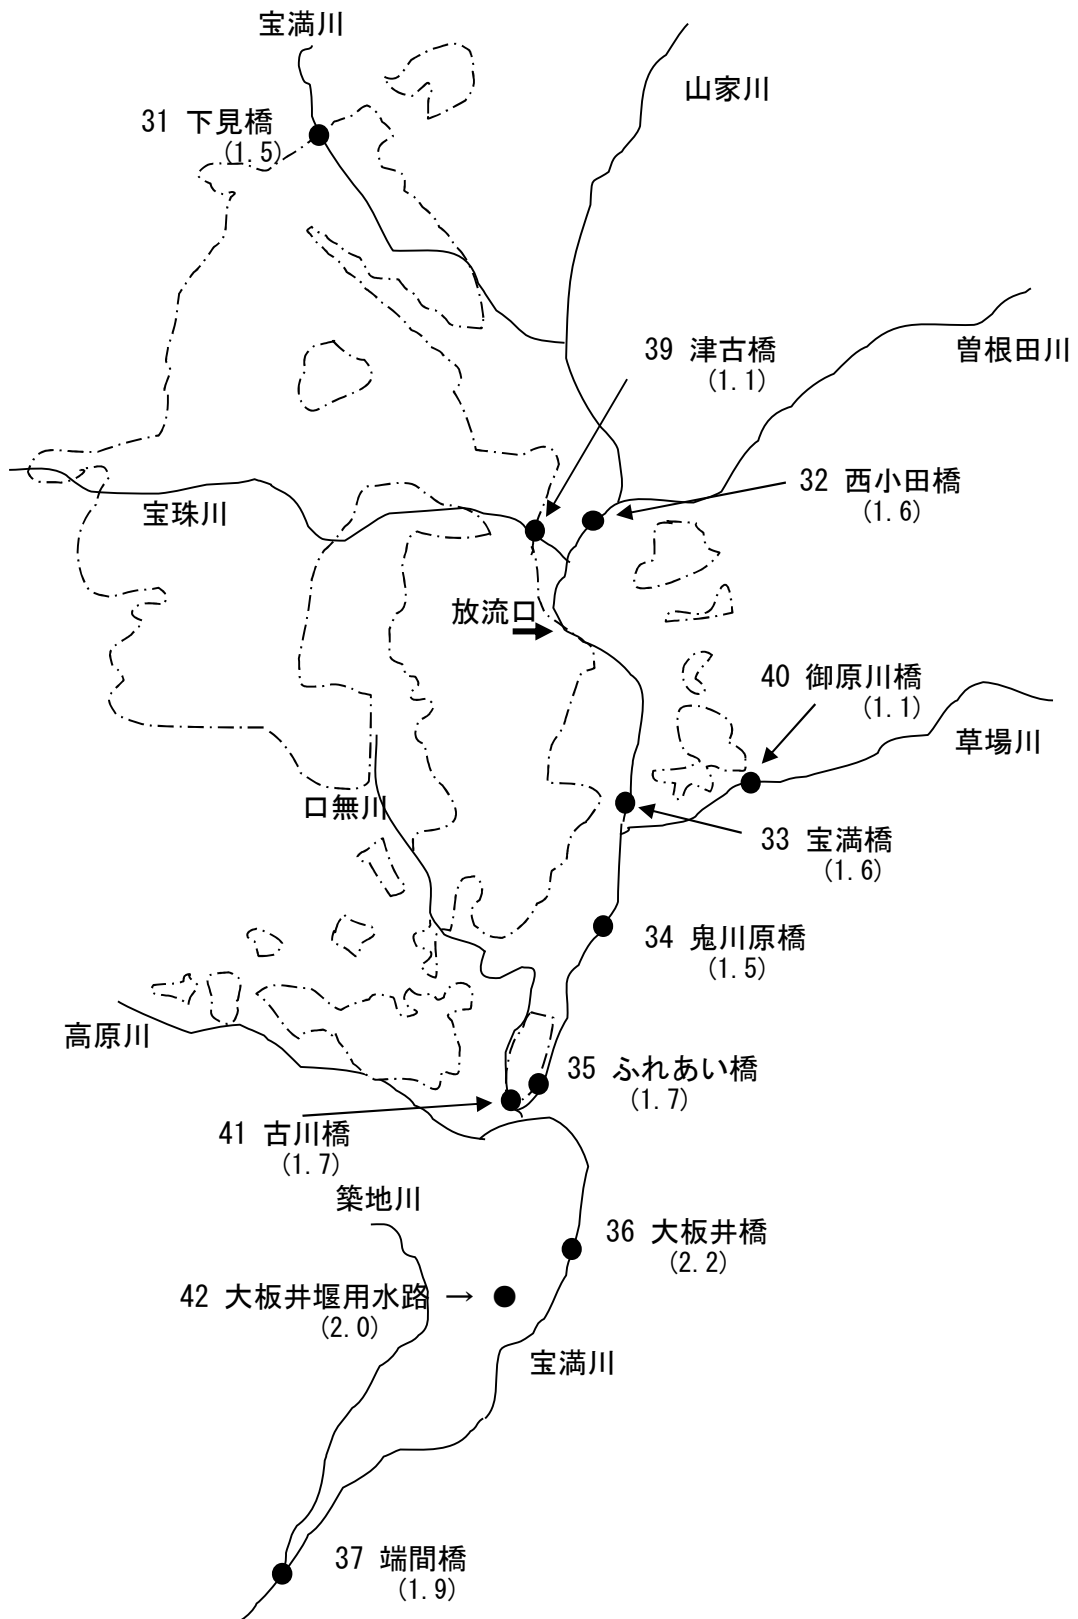 宝満川
山家川
31 下見橋
(1.5)
39 津古橋
(1.1)
曽根田川
32 西小田橋
(1.6)
宝珠川
放流口
40 御原川橋
(1.1)
草場川
口無川
33 宝満橋
(1.6)
34 鬼川原橋
(1.5)
高原川
35 ふれあい橋
(1.7)
41 古川橋
(1.7)
築地川
36 大板井橋
(2.2)
42 大板井堰用水路 →
(2.0)
宝満川
37 端間橋
(1.9)